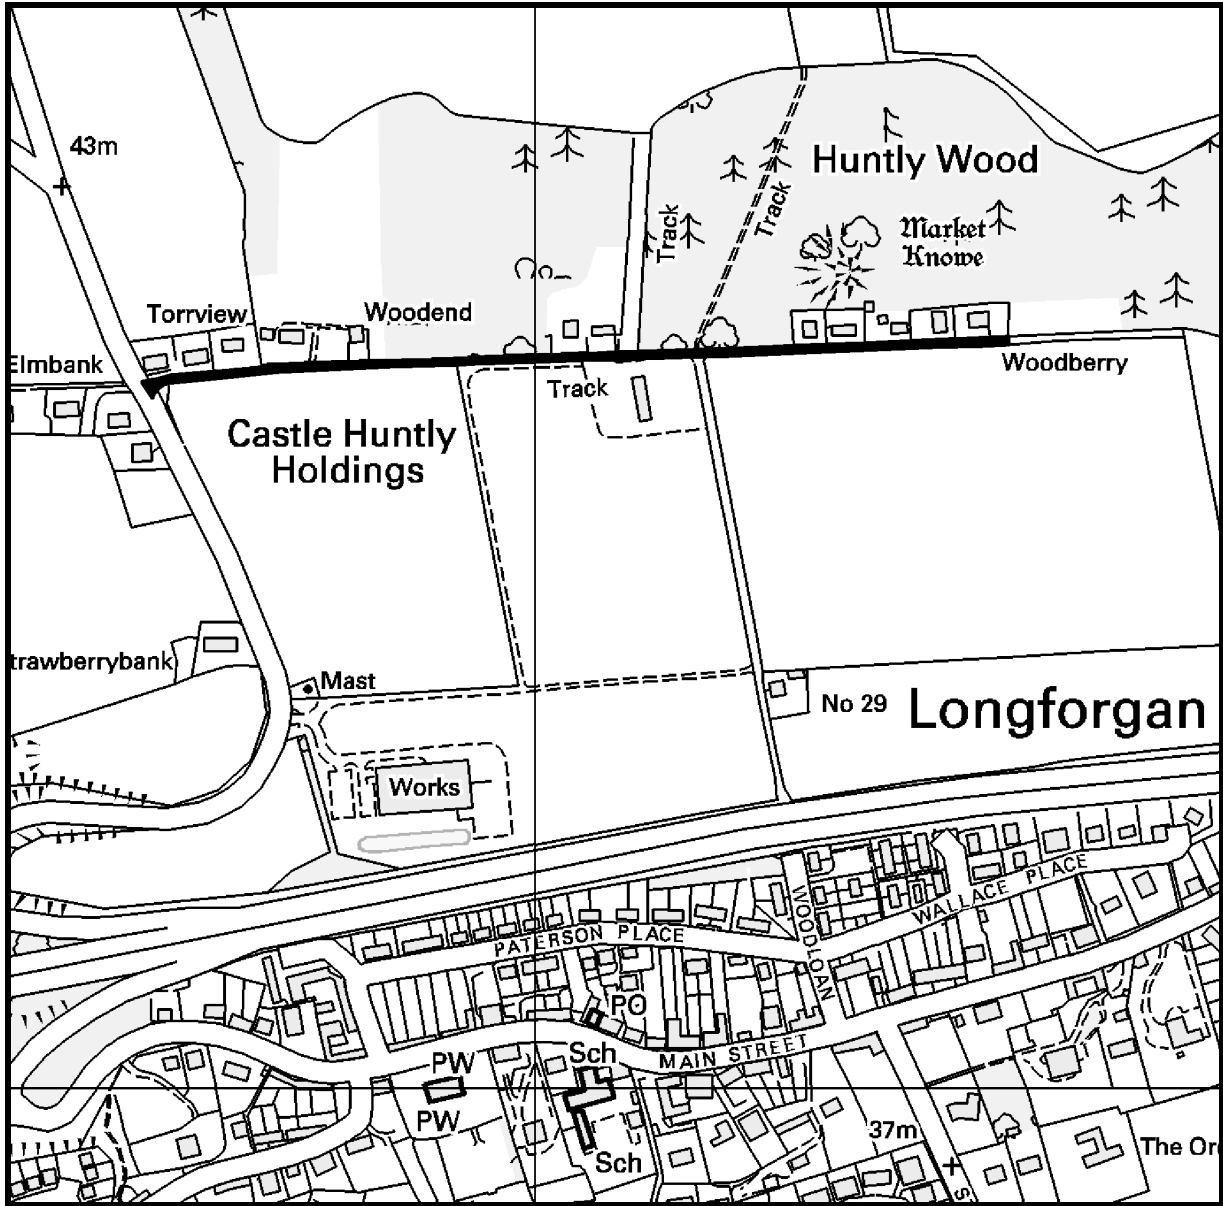 43m
Huntly Wood
Track
Track
Market
Knowe
Torrview
Woodend
Elmbank
Woodberry
Track
Castle Huntly
Holdings
trawberrybank
Mast
No 29
Longforgan
Works
WOODLOAN
WALLACE PLACE
PATERSON PLACE
PO
MAIN STREET
Sch
PW
PW
37m
Sch
The Orc
S